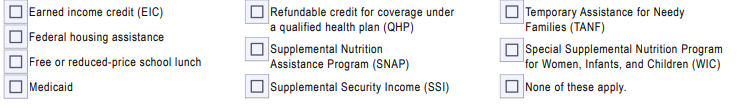 Earned income credit (EIC)
Federal housing assistance
Free or reduced-price school lunch
Medicaid
Refundable credit for coverage under
a qualified health plan (QHP)
Supplemental Nutrition
Assistance Program (SNAP)
Supplemental Security Income (SSI)
Temporary Assistance for Needy
Families (TANF)
Special Supplemental Nutrition Program
for Women, Infants, and Children (WIC)
None of these apply.